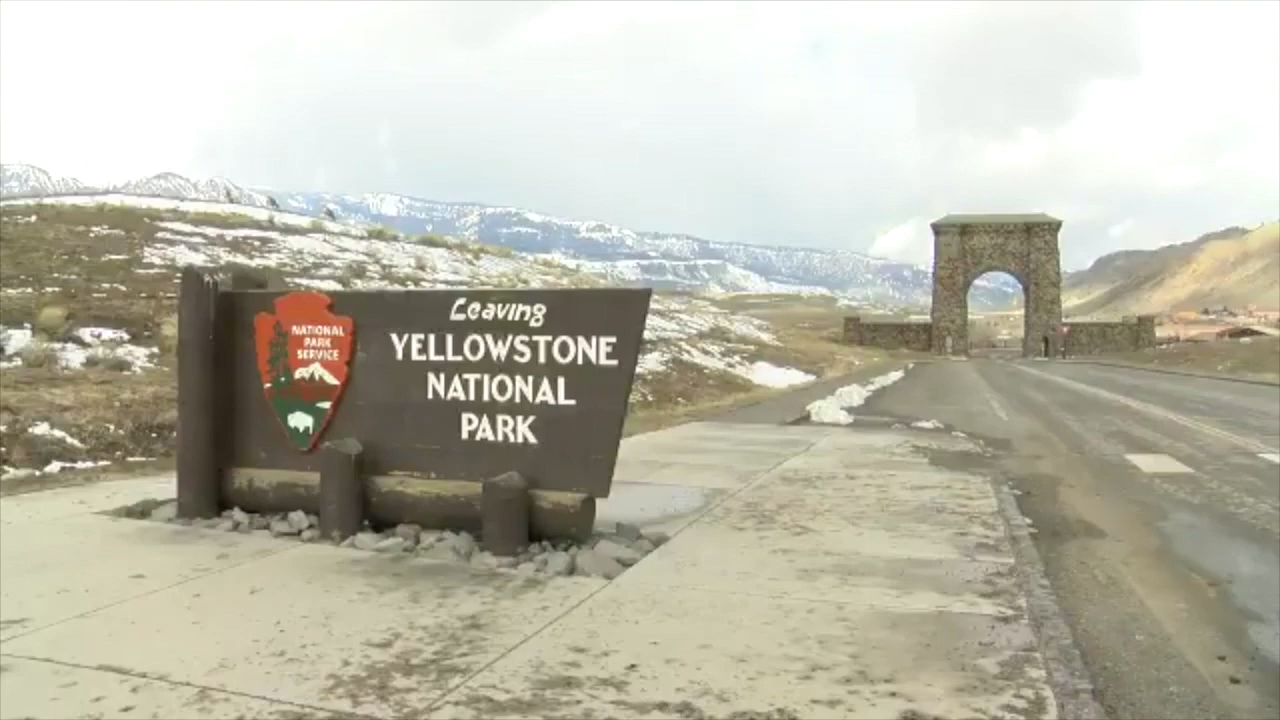 NATIONAL
PARK
SERVICE
Leaving
YELLOWSTONE
NATIONAL
PARK